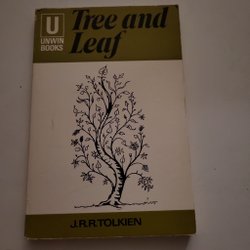 U
UNWIN
BOOKS
Tree and
Leaf
J.R.R.TOLKIEN